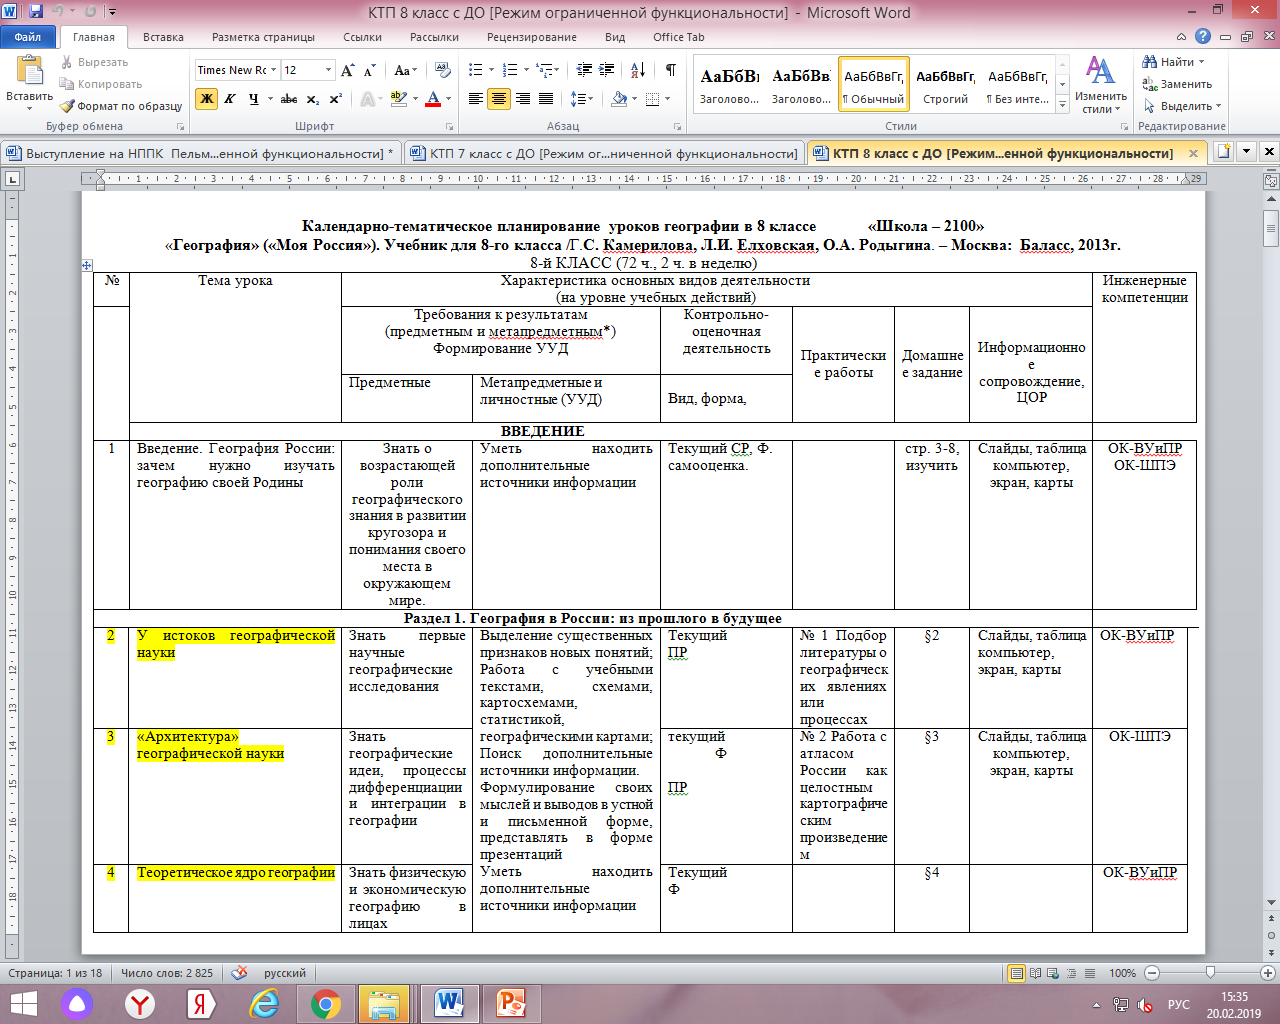 КТП 8 класс с ДО [Режим ограниченной функциональности] - Microsoft Word
Файл Главная Вставка Разметка страницы Ссылки Рассылки Рецензирование Вид Office Tab
Вставить
Вырезать
Копировать
Формат по образцу
Буфер обмена
Times New Rc 12
Ж К Ч abc x₂ x²
Шрифт
Абзац
АаБбВı АаБбВвı АаБбВвГг, АаБбВвГг, АаБбВвГг,
Заголово... Заголово... ¶ Обычный Строгий ¶ Без инте...
Стили
Изменить стили
Найти
Заменить
Выделить
Редактирование
Выступление на НППК Пельм...енной функциональности] *
КТП 7 класс с ДО [Режим ог...ниченной функциональности]
КТП 8 класс с ДО [Режим...енной функциональности]
Календарно-тематическое планирование уроков географии в 8 классе «Школа – 2100»
«География» («Моя Россия»). Учебник для 8-го класса /Г.С. Камерилова, Л.И. Елховская, О.А. Родыгина. – Москва: Баласс, 2013г.
8-й КЛАСС (72 ч., 2 ч. в неделю)
№
Тема урока
Характеристика основных видов деятельности
(на уровне учебных действий)
Инженерные
компетенции
Требования к результатам
(предметным и метапредметным*)
Формирование УУД
Контрольно-
оценочная
деятельность
Практически
е работы
Домашне
е задание
Информационно
е
сопровождение,
ЦОР
Предметные
Метапредметные и
личностные (УУД)
Вид, форма,
ВВЕДЕНИЕ
1
Введение. География России:
зачем нужно изучать
географию своей Родины
Знать о
возрастающей
роли
географического
знания в развитии
кругозора и
понимания своего
места в
окружающем
мире.
Уметь находить
дополнительные
источники информации
Текущий СР, Ф.
самооценка.
стр. 3-8,
изучить
Слайды, таблица
компьютер,
экран, карты
ОК-ВУиПР
ОК-ШПЭ
Раздел 1. География в России: из прошлого в будущее
2
У истоков географической
науки
Знать первые
научные
географические
исследования
Выделение существенных
признаков новых понятий;
Работа с учебными
текстами, схемами,
картосхемами,
статистикой,
географическими картами;
Поиск дополнительные
источники информации.
Формулирование своих
мыслей и выводов в устной
и письменной форме,
представлять в форме
презентаций
Текущий
ПР
№ 1 Подбор
литературы о
географическ
их явлениях
или
процессах
§2
Слайды, таблица
компьютер,
экран, карты
ОК-ВУиПР
3
«Архитектура»
географической науки
Знать
географические
идеи, процессы
дифференциации
и интеграции в
географии
текущий
Ф
ПР
№ 2 Работа с
атласом
России как
целостным
картографиче
ским
произведение
м
§3
Слайды, таблица
компьютер,
экран, карты
ОК-ШПЭ
4
Теоретическое ядро географии
Знать физическую
и экономическую
географию в
лицах
Уметь находить
дополнительные
источники информации
Текущий
Ф
§4
ОК-ВУиПР
Страница: 1 из 18 Число слов: 2 825 русский 100%
РУС
15:35
20.02.2019